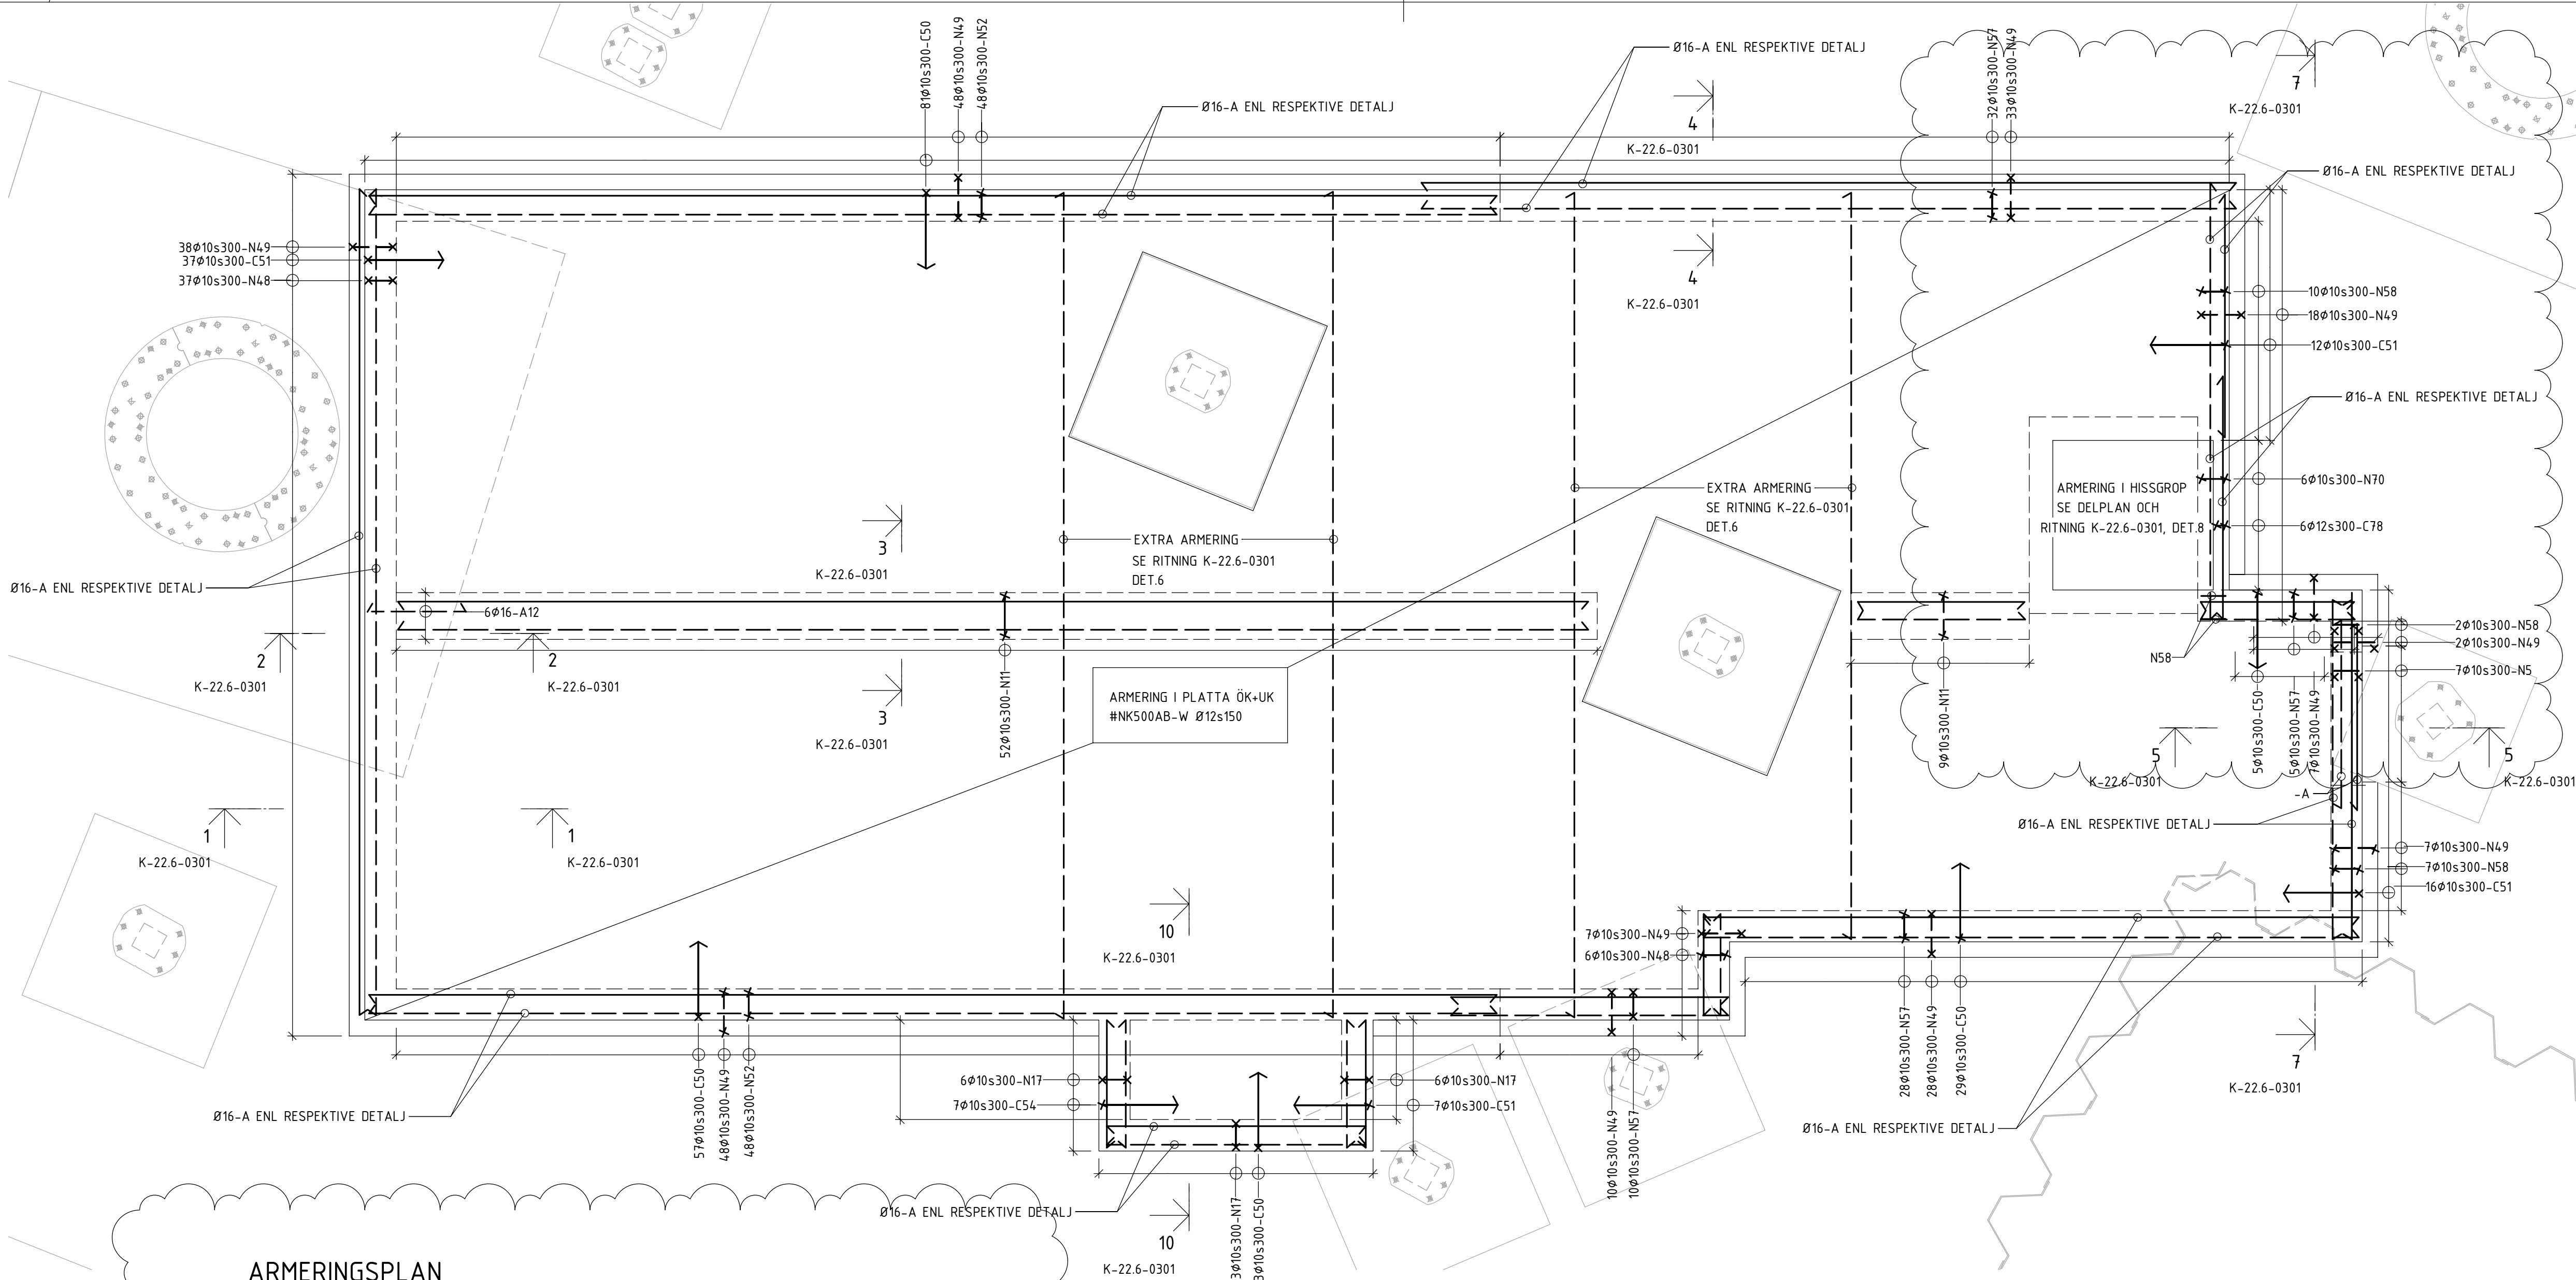 81Ø10s300-C50
48Ø10s300-N49
48Ø10s300-N52
Ø16-A ENL RESPEKTIVE DETALJ
Ø16-A ENL RESPEKTIVE DETALJ
4
K-22.6-0301
32Ø10s300-N57
33Ø10s300-N49
7
K-22.6-0301
Ø16-A ENL RESPEKTIVE DETALJ
38Ø10s300-N49
37Ø10s300-C51
37Ø10s300-N48
4
K-22.6-0301
10Ø10s300-N58
18Ø10s300-N49
12Ø10s300-C51
Ø16-A ENL RESPEKTIVE DETALJ
EXTRA ARMERING
SE RITNING K-22.6-0301
DET.6
ARMERING I HISSGROP
SE DELPLAN OCH
RITNING K-22.6-0301, DET.8
6Ø10s300-N70
6Ø12s300-C78
3
K-22.6-0301
EXTRA ARMERING
SE RITNING K-22.6-0301
DET.6
Ø16-A ENL RESPEKTIVE DETALJ
6Ø16-A12
2
K-22.6-0301
2
K-22.6-0301
3
K-22.6-0301
52Ø10s300-N11
ARMERING I PLATTA ÖK+UK
#NK500AB-W Ø12s150
9Ø10s300-N11
N58
2Ø10s300-N58
2Ø10s300-N49
7Ø10s300-N5
5Ø10s300-C50
5Ø10s300-N57
7Ø10s300-N49
5
K-22.6-0301
5
K-22.6-0301
-A
Ø16-A ENL RESPEKTIVE DETALJ
1
K-22.6-0301
1
K-22.6-0301
7Ø10s300-N49
7Ø10s300-N58
16Ø10s300-C51
10
K-22.6-0301
7Ø10s300-N49
6Ø10s300-N48
57Ø10s300-C50
48Ø10s300-N49
48Ø10s300-N52
Ø16-A ENL RESPEKTIVE DETALJ
6Ø10s300-N17
7Ø10s300-C54
6Ø10s300-N17
7Ø10s300-C51
10Ø10s300-N49
10Ø10s300-N57
28Ø10s300-N57
28Ø10s300-N49
29Ø10s300-C50
Ø16-A ENL RESPEKTIVE DETALJ
7
K-22.6-0301
Ø16-A ENL RESPEKTIVE DETALJ
10
K-22.6-0301
3Ø10s300-N17
3Ø10s300-C50
ARMERINGSPLAN